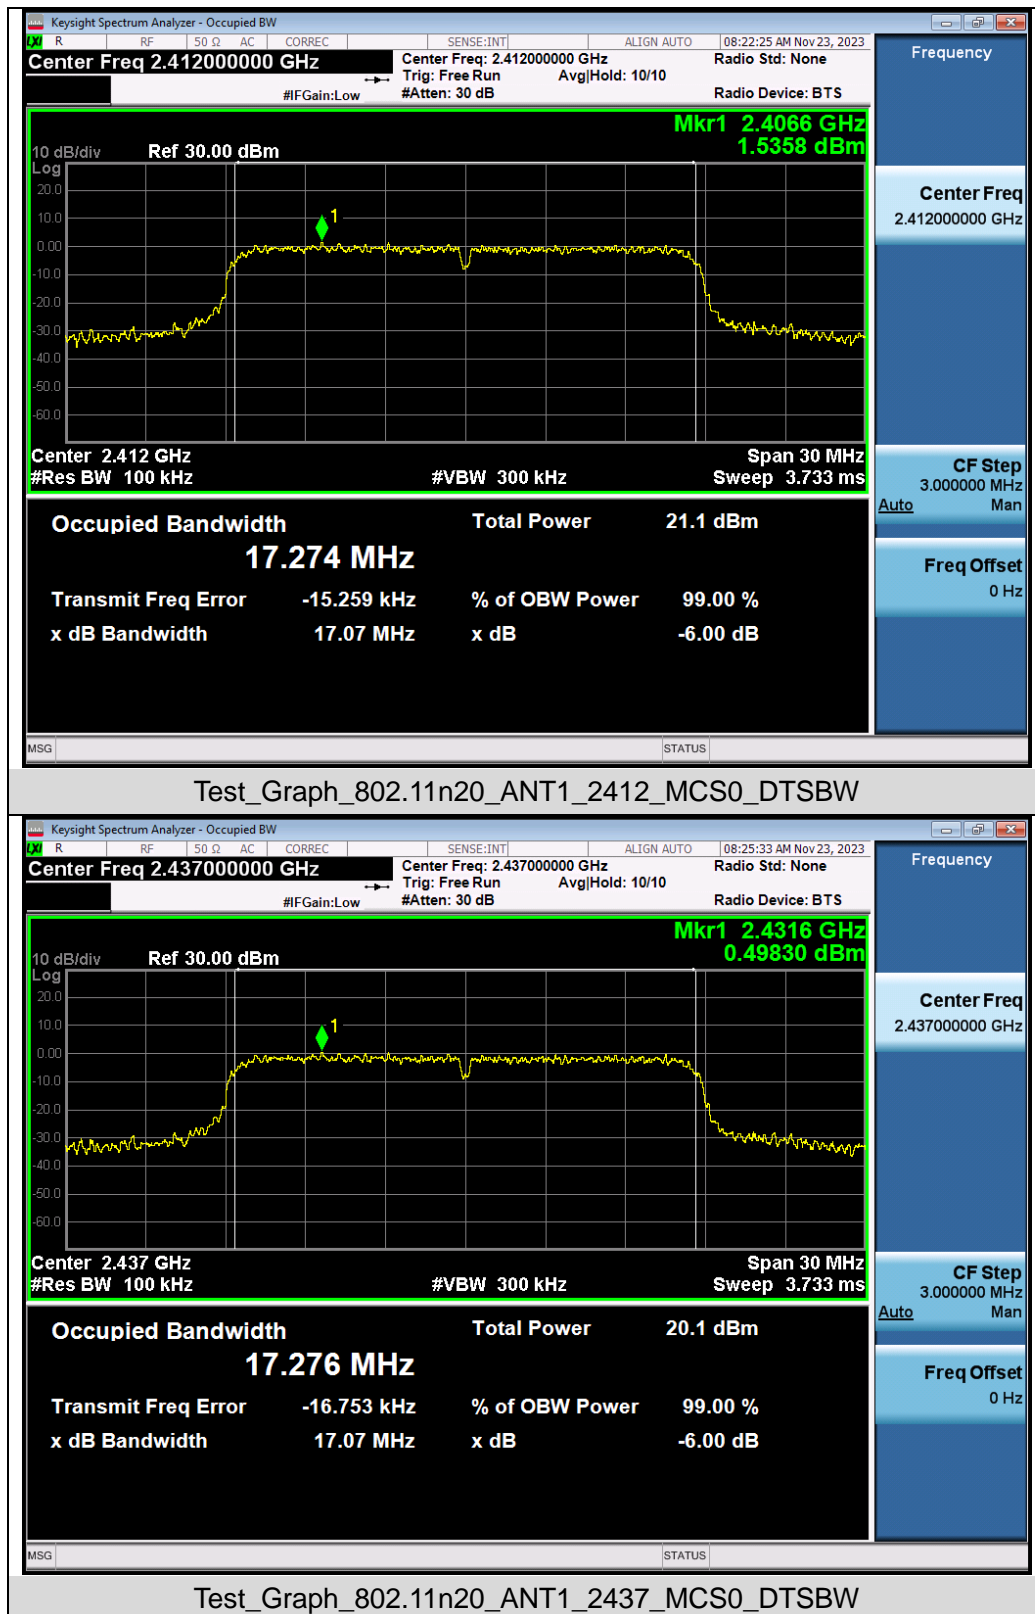 Keysight Spectrum Analyzer - Occupied BW
LXI R RF 50 Ω AC CORREC SENSE:INT ALIGN AUTO 08:22:25 AM Nov 23, 2023
Center Freq 2.412000000 GHz Center Freq: 2.412000000 GHz Radio Std: None
Trig: Free Run Avg|Hold: 10/10
#IFGain:Low #Atten: 30 dB Radio Device: BTS
Mkr1 2.4066 GHz
1.5358 dBm
10 dB/div Ref 30.00 dBm
Log
20.0
10.0
1
0.00
-10.0
-20.0
-30.0
-40.0
-50.0
-60.0
Center 2.412 GHz Span 30 MHz
#Res BW 100 kHz #VBW 300 kHz Sweep 3.733 ms
Occupied Bandwidth Total Power 21.1 dBm
17.274 MHz
Transmit Freq Error -15.259 kHz % of OBW Power 99.00 %
x dB Bandwidth 17.07 MHz x dB -6.00 dB
MSG STATUS
Frequency
Center Freq
2.412000000 GHz
CF Step
3.000000 MHz
Auto Man
Freq Offset
0 Hz
Test_Graph_802.11n20_ANT1_2412_MCS0_DTSBW
Keysight Spectrum Analyzer - Occupied BW
LXI R RF 50 Ω AC CORREC SENSE:INT ALIGN AUTO 08:25:33 AM Nov 23, 2023
Center Freq 2.437000000 GHz Center Freq: 2.437000000 GHz Radio Std: None
Trig: Free Run Avg|Hold: 10/10
#IFGain:Low #Atten: 30 dB Radio Device: BTS
Mkr1 2.4316 GHz
0.49830 dBm
10 dB/div Ref 30.00 dBm
Log
20.0
10.0
1
0.00
-10.0
-20.0
-30.0
-40.0
-50.0
-60.0
Center 2.437 GHz Span 30 MHz
#Res BW 100 kHz #VBW 300 kHz Sweep 3.733 ms
Occupied Bandwidth Total Power 20.1 dBm
17.276 MHz
Transmit Freq Error -16.753 kHz % of OBW Power 99.00 %
x dB Bandwidth 17.07 MHz x dB -6.00 dB
MSG STATUS
Frequency
Center Freq
2.437000000 GHz
CF Step
3.000000 MHz
Auto Man
Freq Offset
0 Hz
Test_Graph_802.11n20_ANT1_2437_MCS0_DTSBW